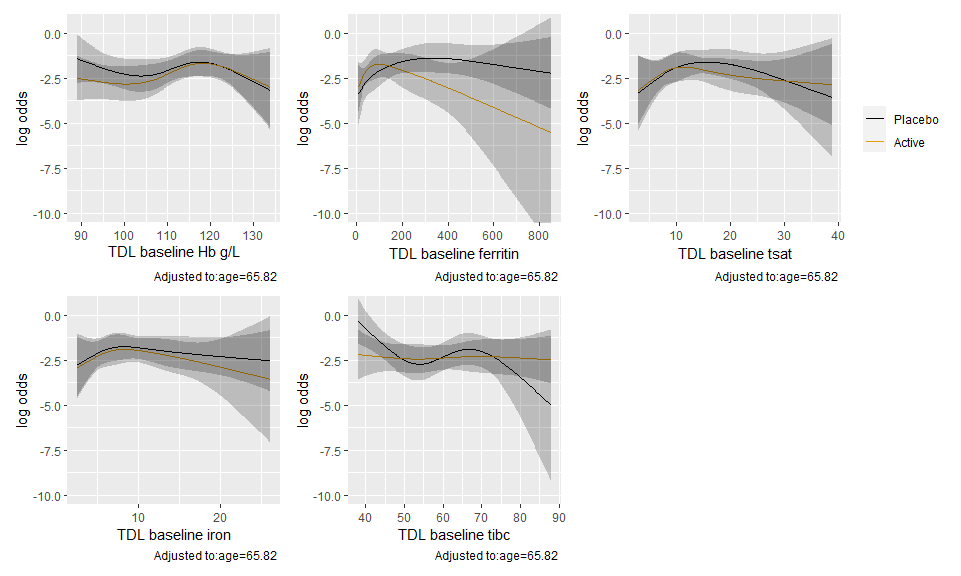 0.0
-2.5
-5.0
-7.5
-10.0
log odds
90 100 110 120 130
TDL baseline Hb g/L
Adjusted to:age=65.82
0.0
-2.5
-5.0
-7.5
-10.0
log odds
0 200 400 600 800
TDL baseline ferritin
Adjusted to:age=65.82
0.0
-2.5
-5.0
-7.5
-10.0
log odds
10 20 30 40
TDL baseline tsat
Adjusted to:age=65.82
Placebo
Active
0.0
-2.5
-5.0
-7.5
-10.0
log odds
10 20
TDL baseline iron
Adjusted to:age=65.82
0.0
-2.5
-5.0
-7.5
-10.0
log odds
40 50 60 70 80 90
TDL baseline tibc
Adjusted to:age=65.82